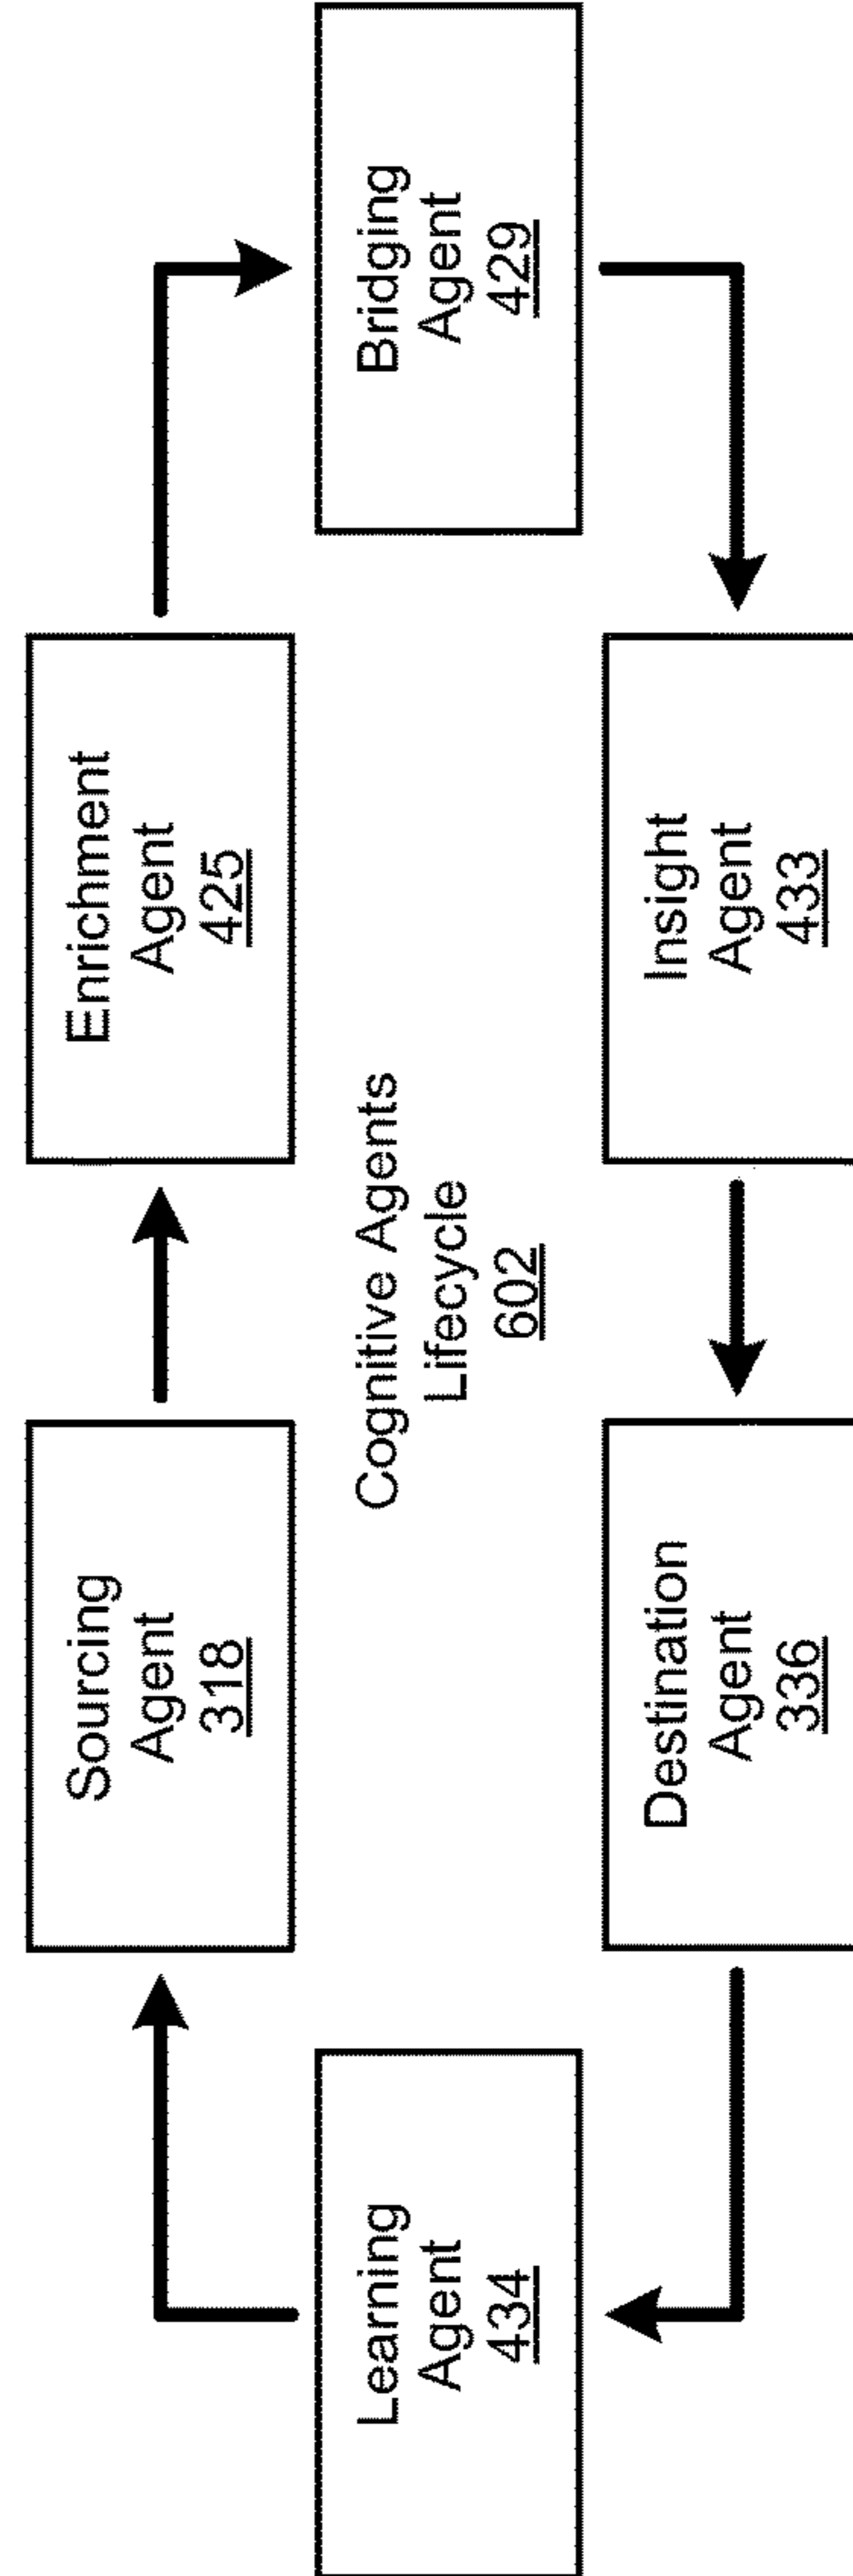 Sourcing
Agent
318
Enrichment
Agent
425
Learning
Agent
434
Cognitive Agents
Lifecycle
602
Bridging
Agent
429
Destination
Agent
336
Insight
Agent
433